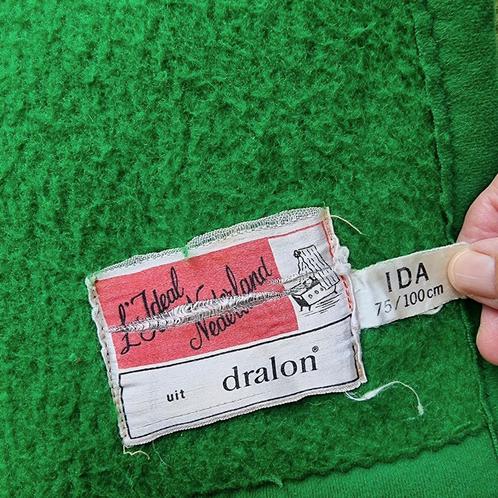 L'Ideal
Nederland
uit dralon®
IDA
75/100cm